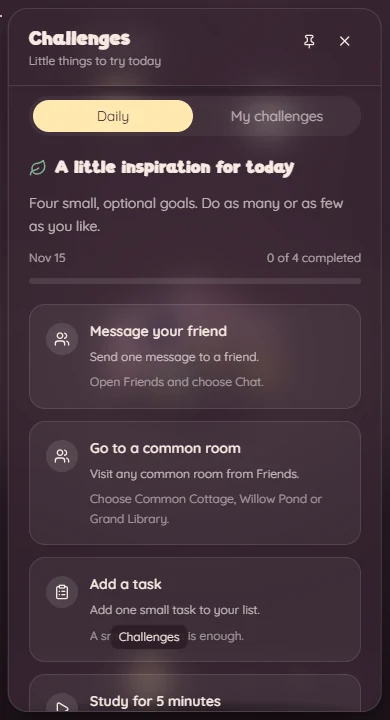 Challenges
Little things to try today
Daily
My challenges
A little inspiration for today
Four small, optional goals. Do as many or as few
as you like.
Nov 15
0 of 4 completed
Message your friend
Send one message to a friend.
Open Friends and choose Chat.
Go to a common room
Visit any common room from Friends.
Choose Common Cottage, Willow Pond or
Grand Library.
Add a task
Add one small task to your list.
A
Challenges
is enough.
Study for 5 minutes